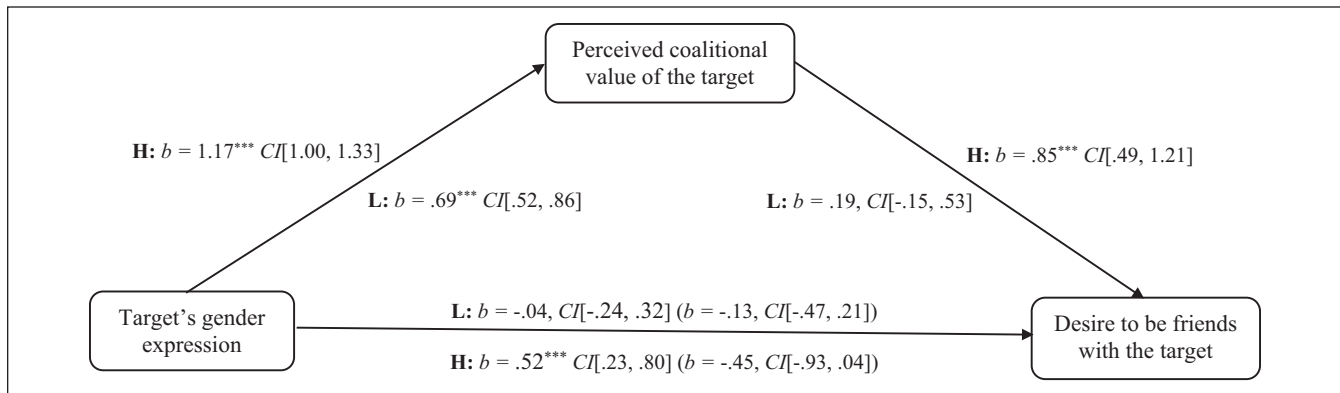 Perceived coalitional
value of the target
H: b = 1.17*** CI[1.00, 1.33]
H: b = .85*** CI[.49, 1.21]
L: b = .69*** CI[.52, .86]
L: b = .19, CI[-.15, .53]
Target’s gender
expression
L: b = -.04, CI[-.24, .32] (b = -.13, CI[-.47, .21])
H: b = .52*** CI[.23, .80] (b = -.45, CI[-.93, .04])
Desire to be friends
with the target